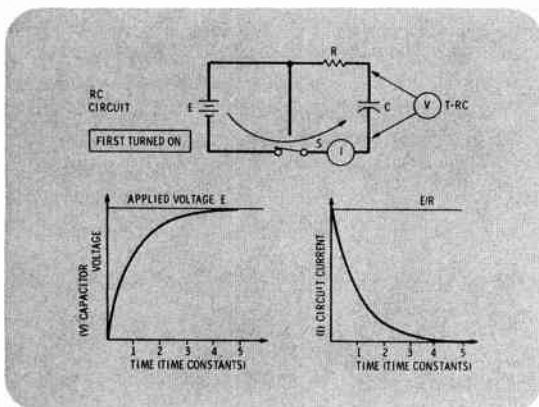 R
RC
CIRCUIT
E
C
V
T-RC
FIRST TURNED ON
S
I
APPLIED VOLTAGE E
(V) CAPACITOR
VOLTAGE
1 2 3 4 5
TIME (TIME CONSTANTS)
E/R
(I) CIRCUIT CURRENT
1 2 3 4 5
TIME (TIME CONSTANTS)